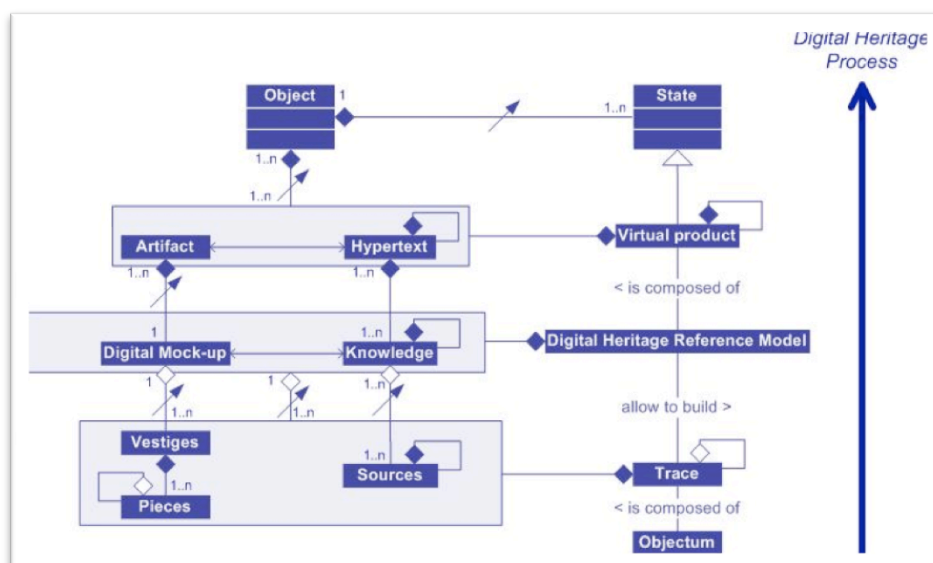 Digital Heritage
Process
Object
1
1..n
State
1..n
1..n
Artifact
Hypertext
Virtual product
1..n
1..n
< is composed of
1
1..n
Digital Mock-up
Knowledge
Digital Heritage Reference Model
1
1
1..n
1..n
1..n
allow to build >
Vestiges
1..n
Sources
Trace
1..n
Pieces
< is composed of
Objectum